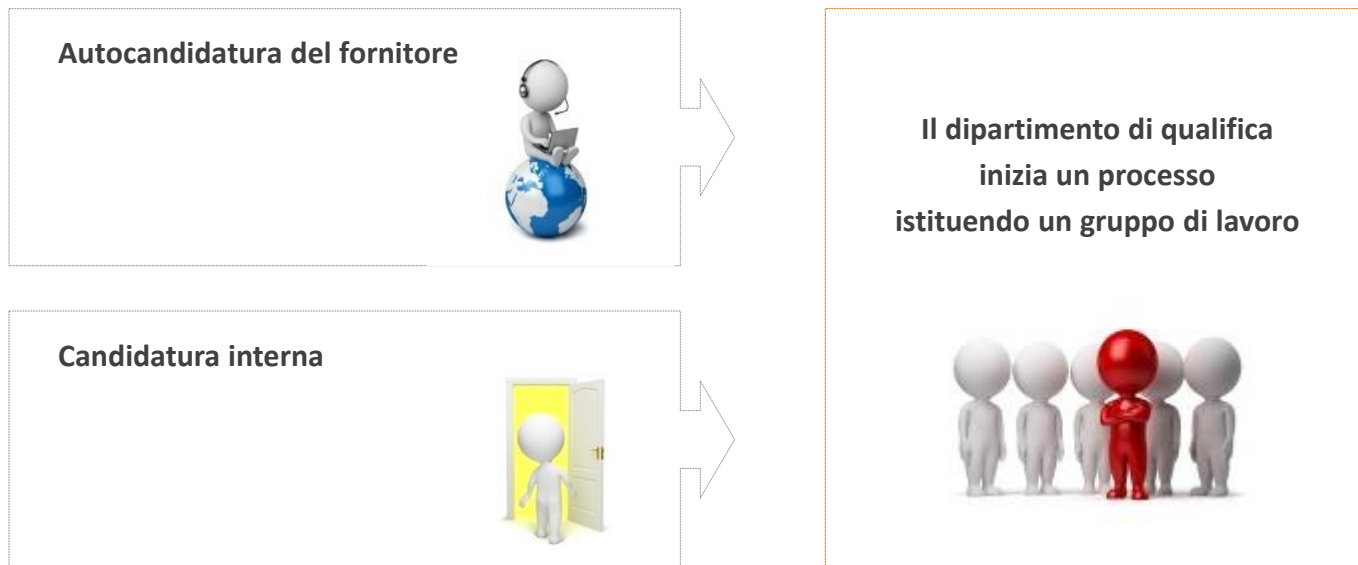 Autocandidatura del fornitore
Candidatura interna
Il dipartimento di qualifica
inizia un processo
istituendo un gruppo di lavoro